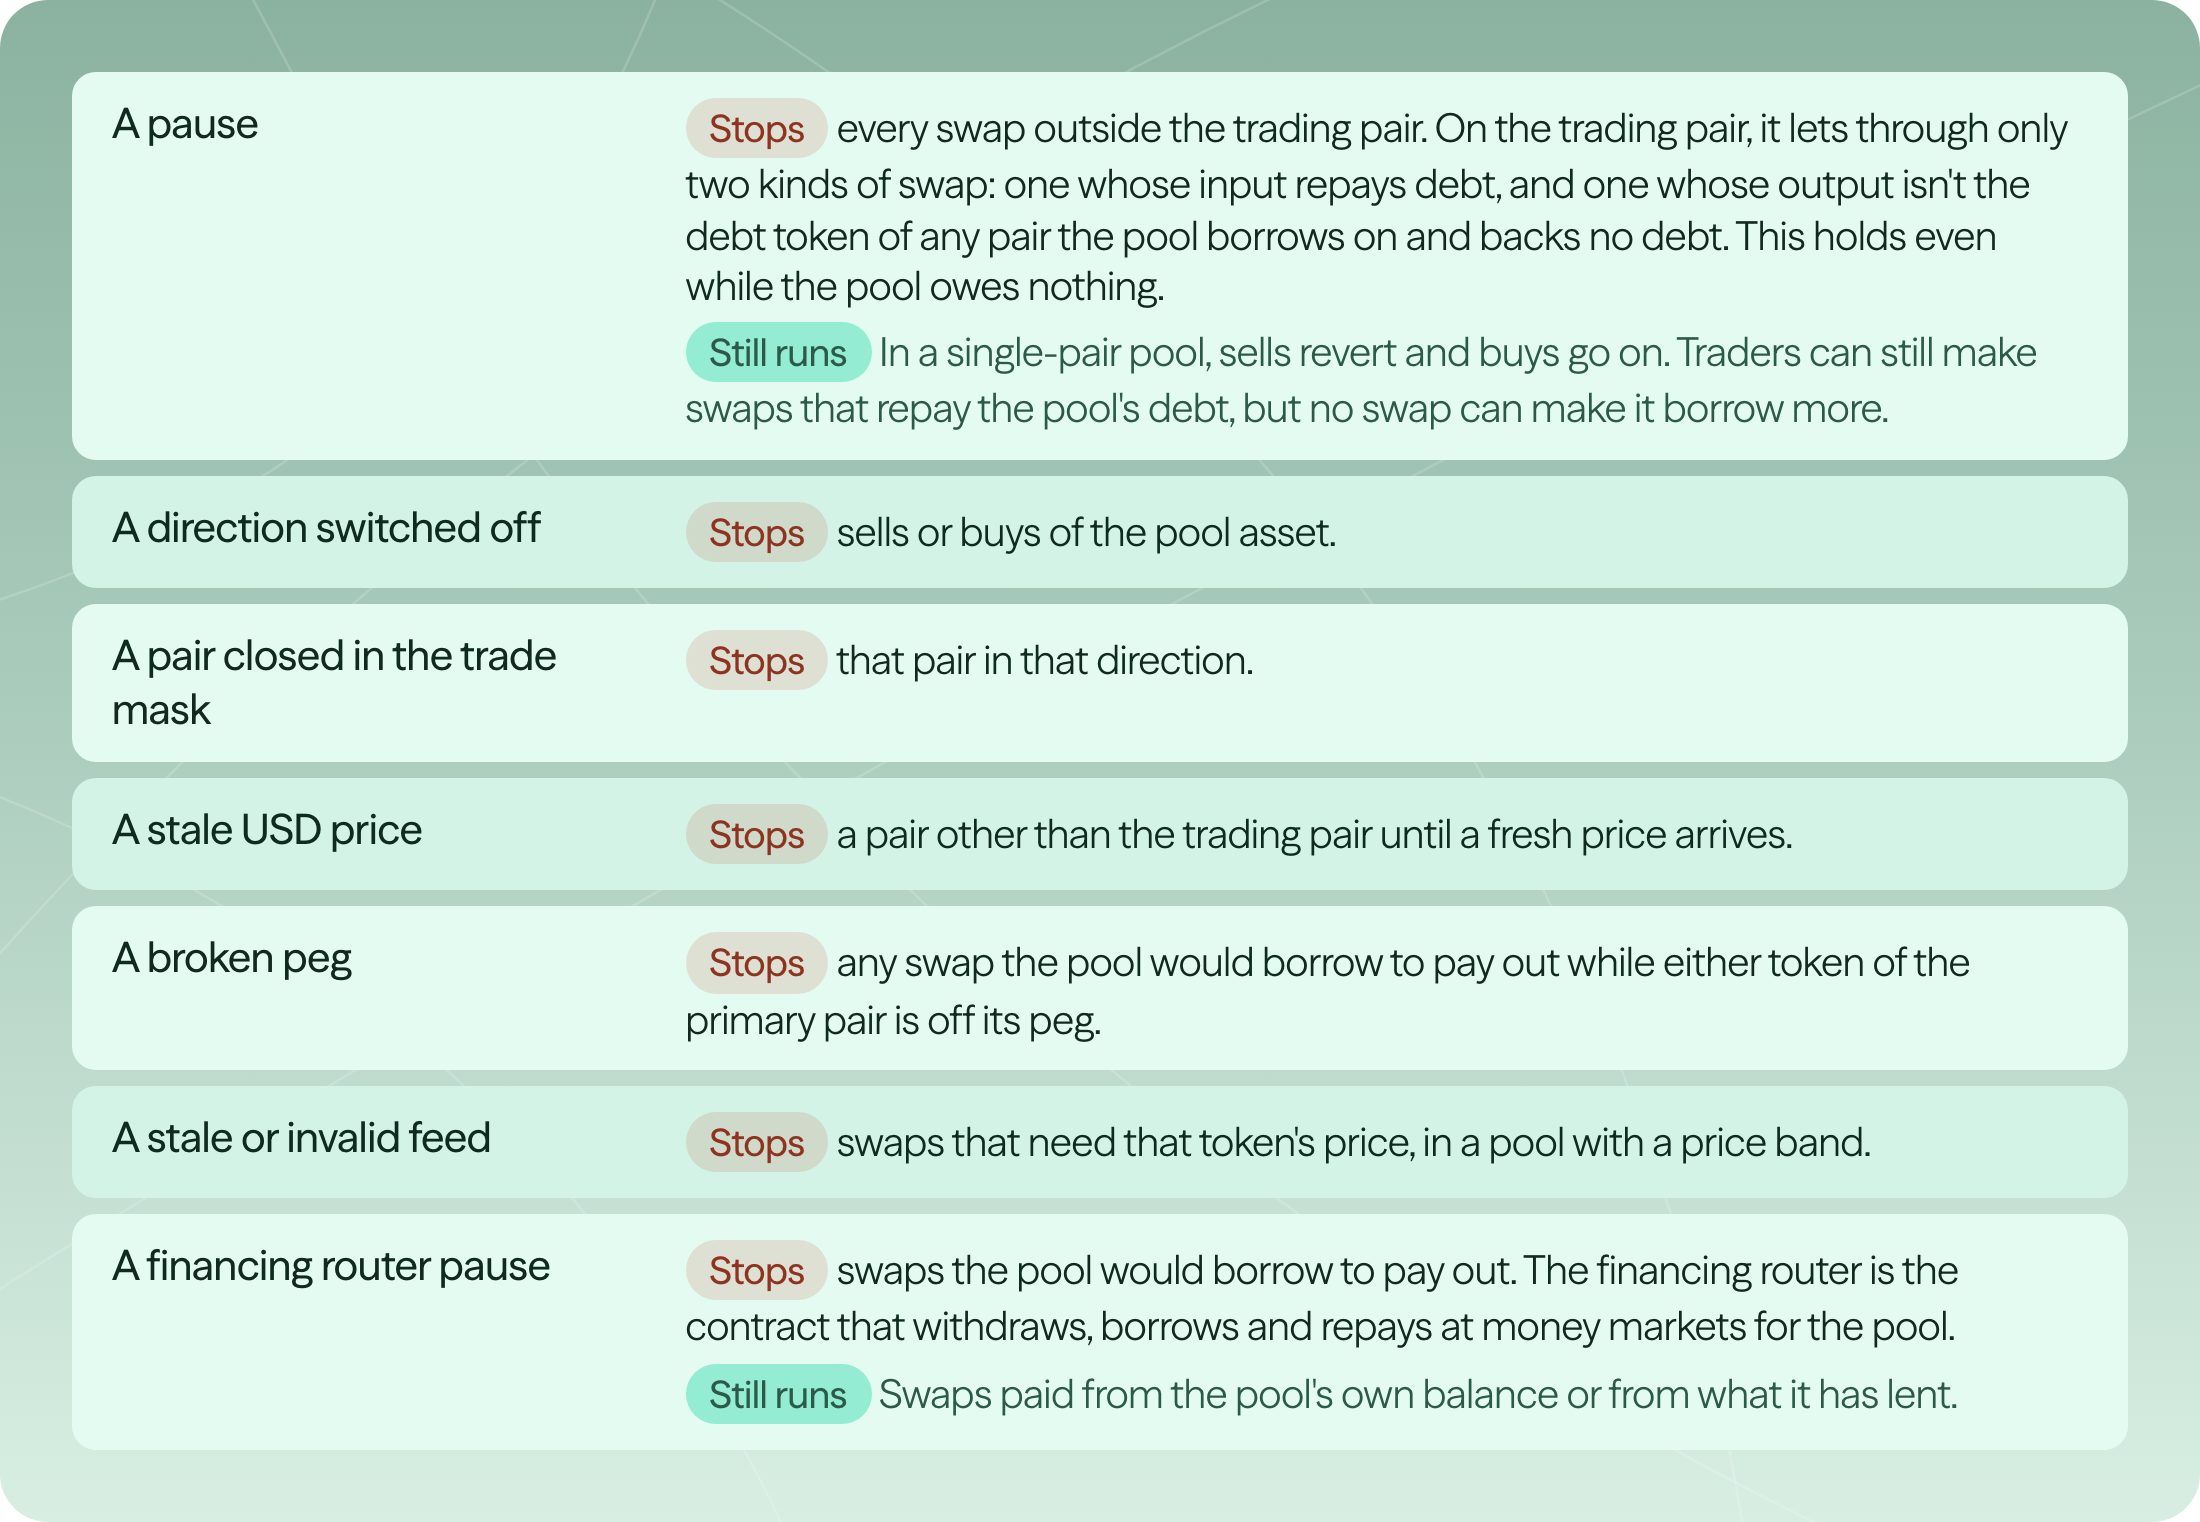 A pause
Stops every swap outside the trading pair. On the trading pair, it lets through only
two kinds of swap: one whose input repays debt, and one whose output isn't the
debt token of any pair the pool borrows on and backs no debt. This holds even
while the pool owes nothing.
Still runs In a single-pair pool, sells revert and buys go on. Traders can still make
swaps that repay the pool's debt, but no swap can make it borrow more.
A direction switched off
Stops sells or buys of the pool asset.
A pair closed in the trade
mask
Stops that pair in that direction.
A stale USD price
Stops a pair other than the trading pair until a fresh price arrives.
A broken peg
Stops any swap the pool would borrow to pay out while either token of the
primary pair is off its peg.
A stale or invalid feed
Stops swaps that need that token's price, in a pool with a price band.
A financing router pause
Stops swaps the pool would borrow to pay out. The financing router is the
contract that withdraws, borrows and repays at money markets for the pool.
Still runs Swaps paid from the pool's own balance or from what it has lent.